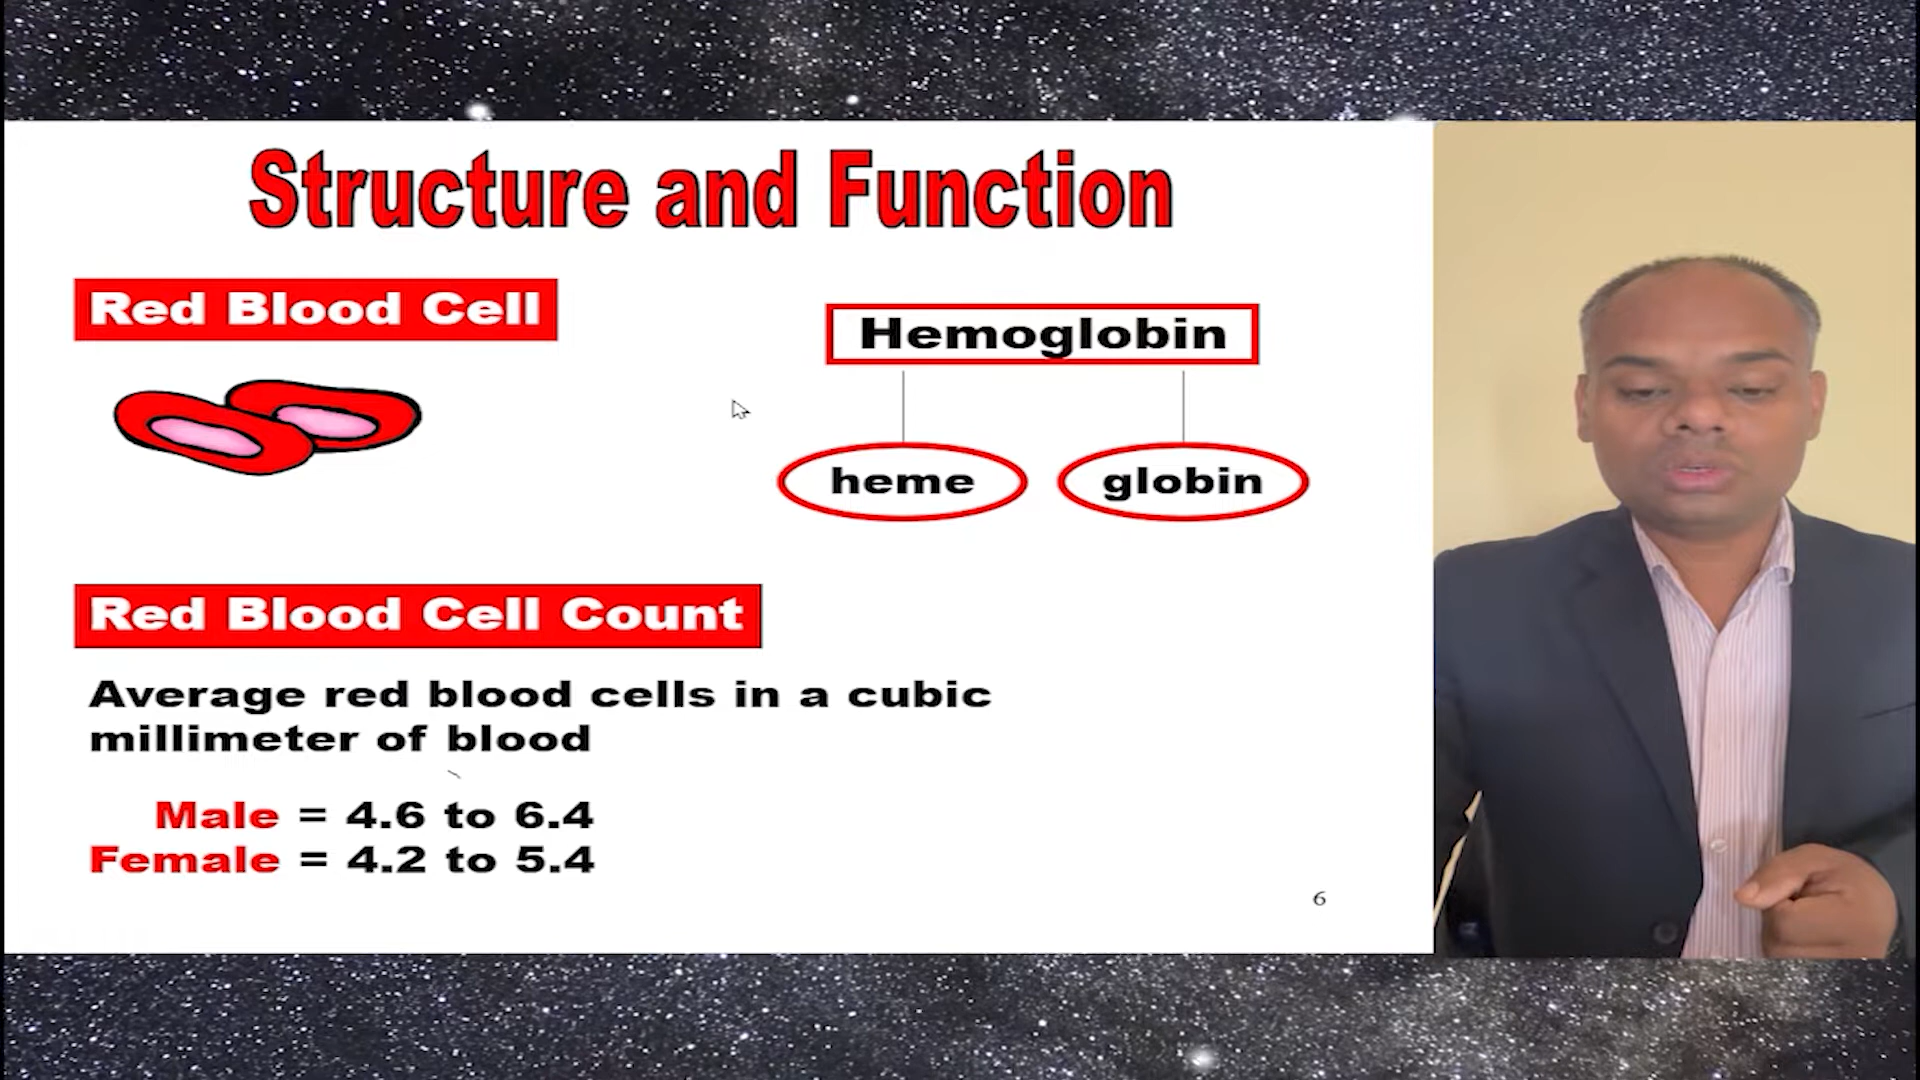 Structure and Function
Red Blood Cell
Hemoglobin
heme
globin
Red Blood Cell Count
Average red blood cells in a cubic
millimeter of blood
Male = 4.6 to 6.4
Female = 4.2 to 5.4
6